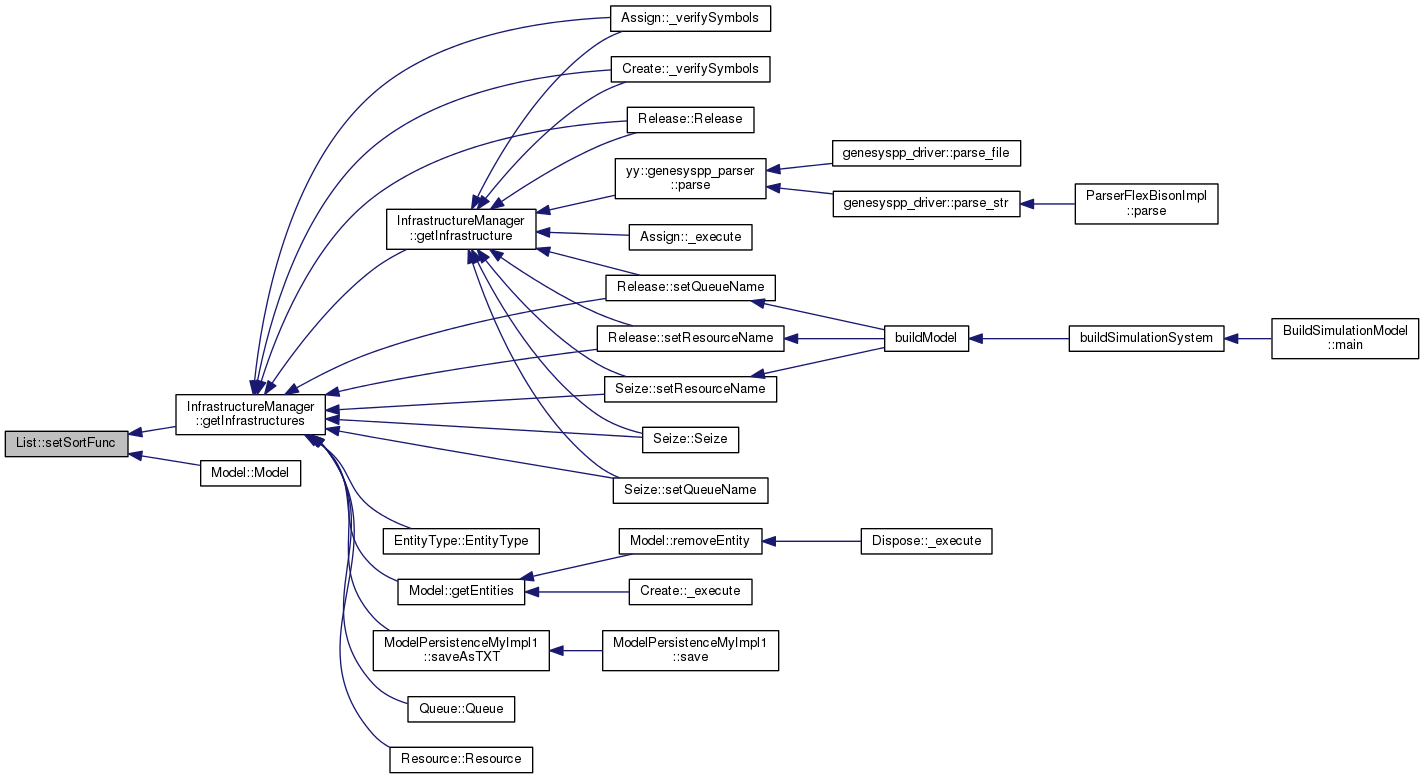 Assign::_verifySymbols
Create::_verifySymbols
Release::Release
genesyspp_driver::parse_file
yy::genesyspp_parser
::parse
ParserFlexBisonImpl
::parse
genesyspp_driver::parse_str
InfrastructureManager
::getInfrastructure
Assign::_execute
Release::setQueueName
BuildSimulationModel
::main
Release::setResourceName
buildModel
buildSimulationSystem
Seize::setResourceName
InfrastructureManager
::getInfrastructures
List::setSortFunc
Seize::Seize
Model::Model
Seize::setQueueName
EntityType::EntityType
Model::removeEntity
Dispose::_execute
Model::getEntities
Create::_execute
ModelPersistenceMyImpl1
::saveAsTXT
ModelPersistenceMyImpl1
::save
Queue::Queue
Resource::Resource